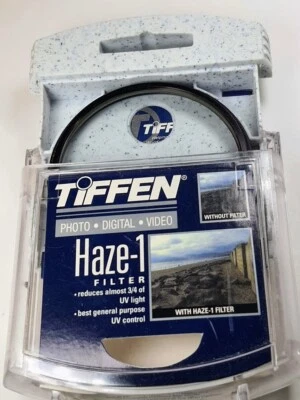 TiFFEN
TiFFEN®
PHOTO • DIGITAL • VIDEO
Haze-1
FILTER
• reduces almost 3/4 of
UV light
• best general purpose
UV control
WITHOUT FILTER
WITH HAZE-1 FILTER